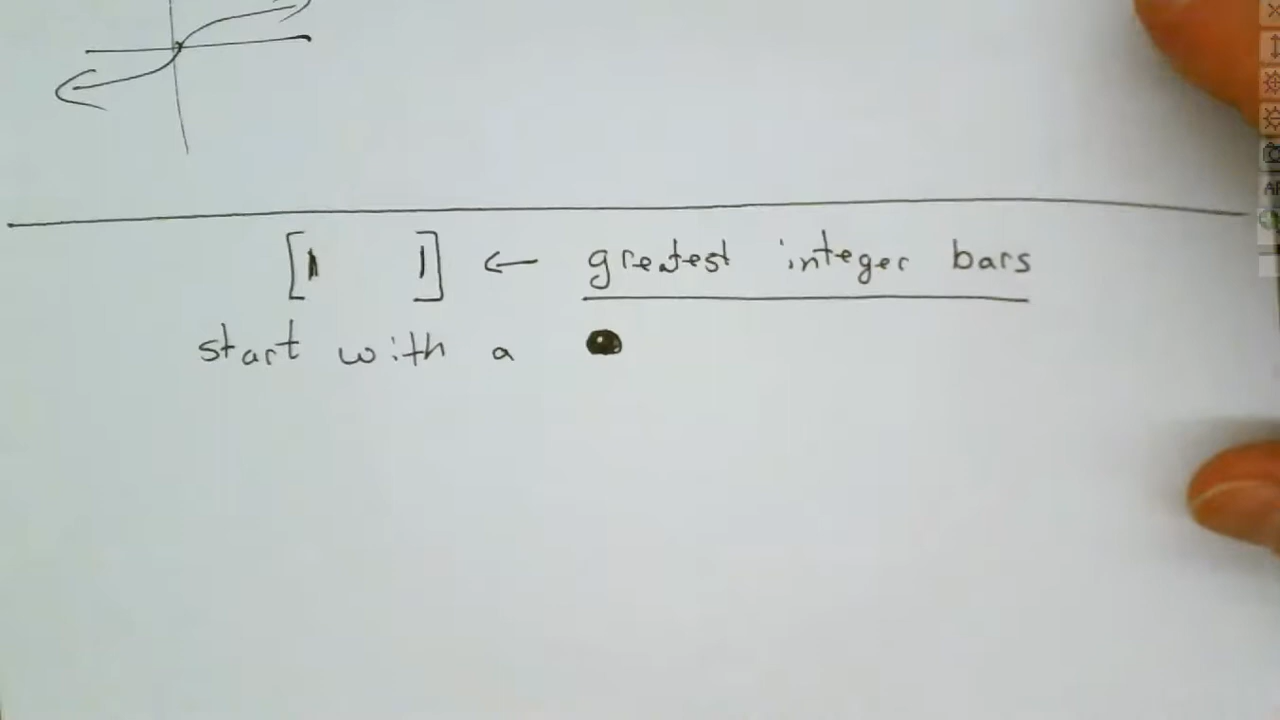 [| |] ← greatest integer bars
start with a ●